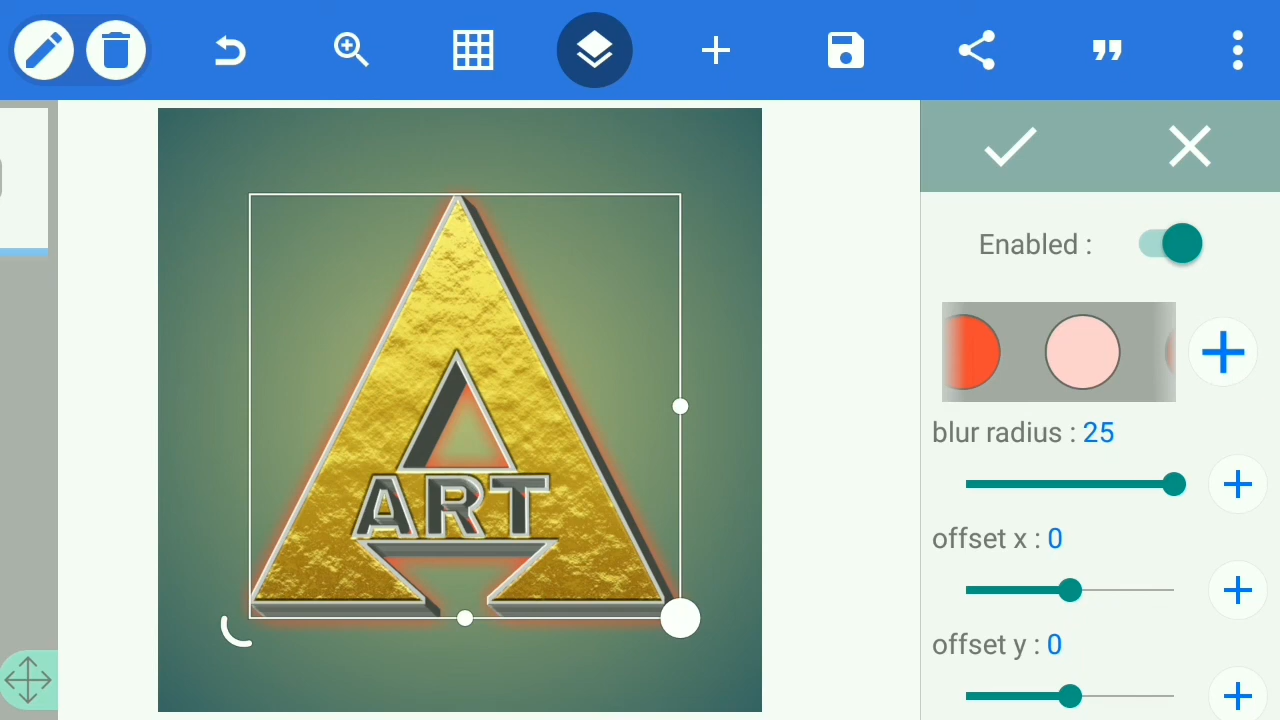 Enabled :
blur radius : 25
offset x : 0
ART
offset y : 0